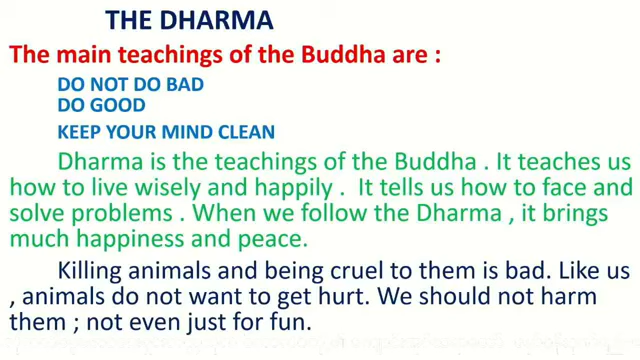 THE DHARMA
The main teachings of the Buddha are :
DO NOT DO BAD
DO GOOD
KEEP YOUR MIND CLEAN
Dharma is the teachings of the Buddha . It teaches us
how to live wisely and happily .  It tells us how to face and
solve problems . When we follow the Dharma , it brings
much happiness and peace.
Killing animals and being cruel to them is bad. Like us
, animals do not want to get hurt. We should not harm
them ; not even just for fun.